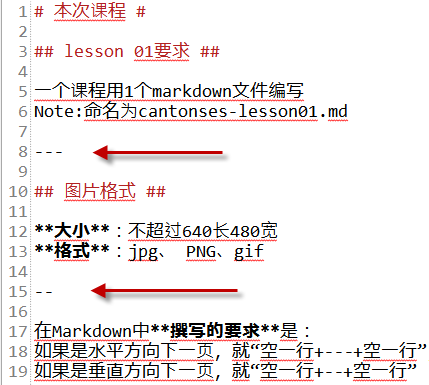 1 # 本次课程 #
2
3 ## lesson 01要求 ##
4
5 一个课程用1个markdown文件编写
6 Note:命名为cantonses-lesson01.md
7
8 ---
9
10 ## 图片格式 ##
11
12 **大小**：不超过640长480宽
13 **格式**：jpg、 PNG、gif
14
15 --
16
17 在Markdown中**撰写的要求**是：
18 如果是水平方向下一页，就“空一行+---+空一行”
19 如果是垂直方向下一页，就“空一行+--+空一行”